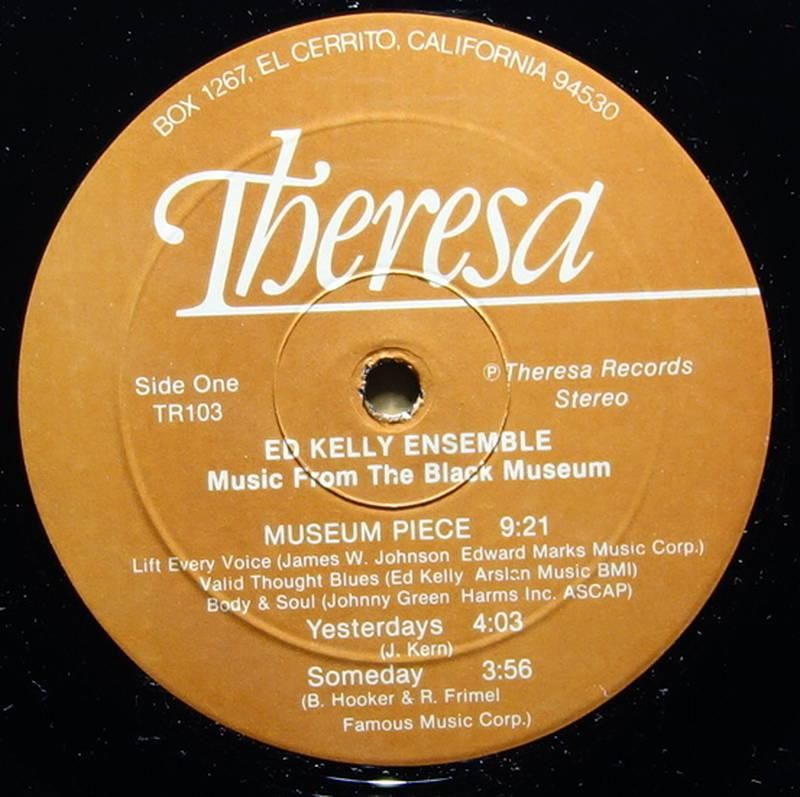 BOX 1267, EL CERRITO, CALIFORNIA 94530
Theresa
Side One
TR103
Ⓟ Theresa Records
Stereo
ED KELLY ENSEMBLE
Music From The Black Museum
MUSEUM PIECE 9:21
Lift Every Voice (James W. Johnson Edward Marks Music Corp.)
Valid Thought Blues (Ed Kelly Arslan Music BMI)
Body & Soul (Johnny Green Harms Inc. ASCAP)
Yesterdays 4:03
(J. Kern)
Someday 3:56
(B. Hooker & R. Frimel
Famous Music Corp.)